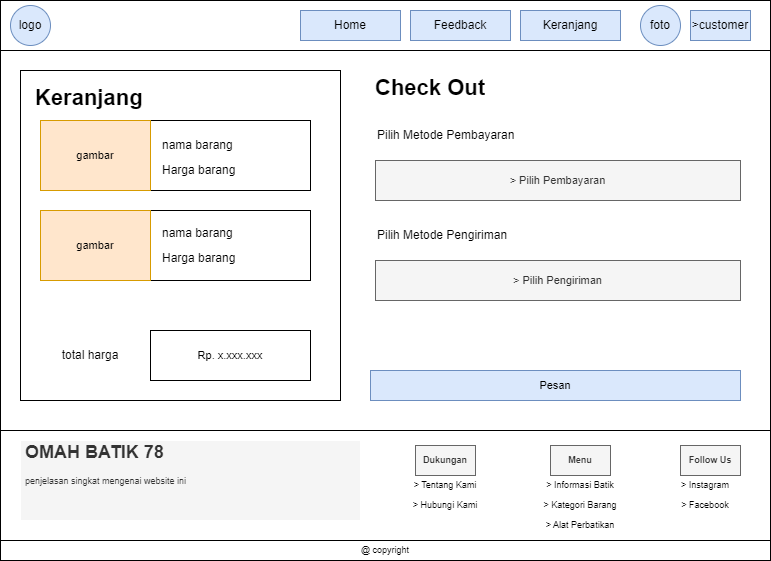 logo
Home
Feedback
Keranjang
foto
>customer
Keranjang
gambar
nama barang
Harga barang
gambar
nama barang
Harga barang
total harga
Rp. x.xxx.xxx
Check Out
Pilih Metode Pembayaran
> Pilih Pembayaran
Pilih Metode Pengiriman
> Pilih Pengiriman
Pesan
OMAH BATIK 78
penjelasan singkat mengenai website ini
Dukungan
> Tentang Kami
> Hubungi Kami
Menu
> Informasi Batik
> Kategori Barang
> Alat Perbatikan
Follow Us
> Instagram
> Facebook
@ copyright